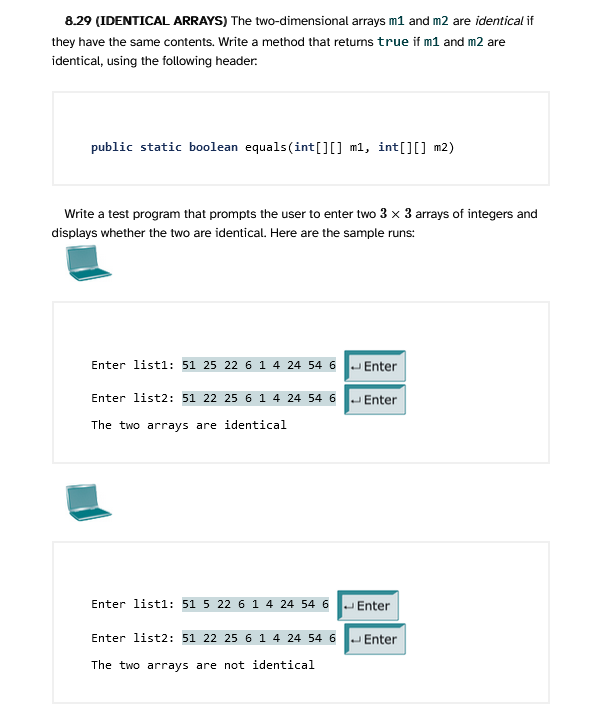 8.29 (IDENTICAL ARRAYS) The two-dimensional arrays m1 and m2 are identical if
they have the same contents. Write a method that returns true if m1 and m2 are
identical, using the following header:
public static boolean equals(int[][] m1, int[][] m2)
Write a test program that prompts the user to enter two 3 × 3 arrays of integers and
displays whether the two are identical. Here are the sample runs:
Enter list1: 51 25 22 6 1 4 24 54 6 ↵ Enter
Enter list2: 51 22 25 6 1 4 24 54 6 ↵ Enter
The two arrays are identical
Enter list1: 51 5 22 6 1 4 24 54 6 ↵ Enter
Enter list2: 51 22 25 6 1 4 24 54 6 ↵ Enter
The two arrays are not identical